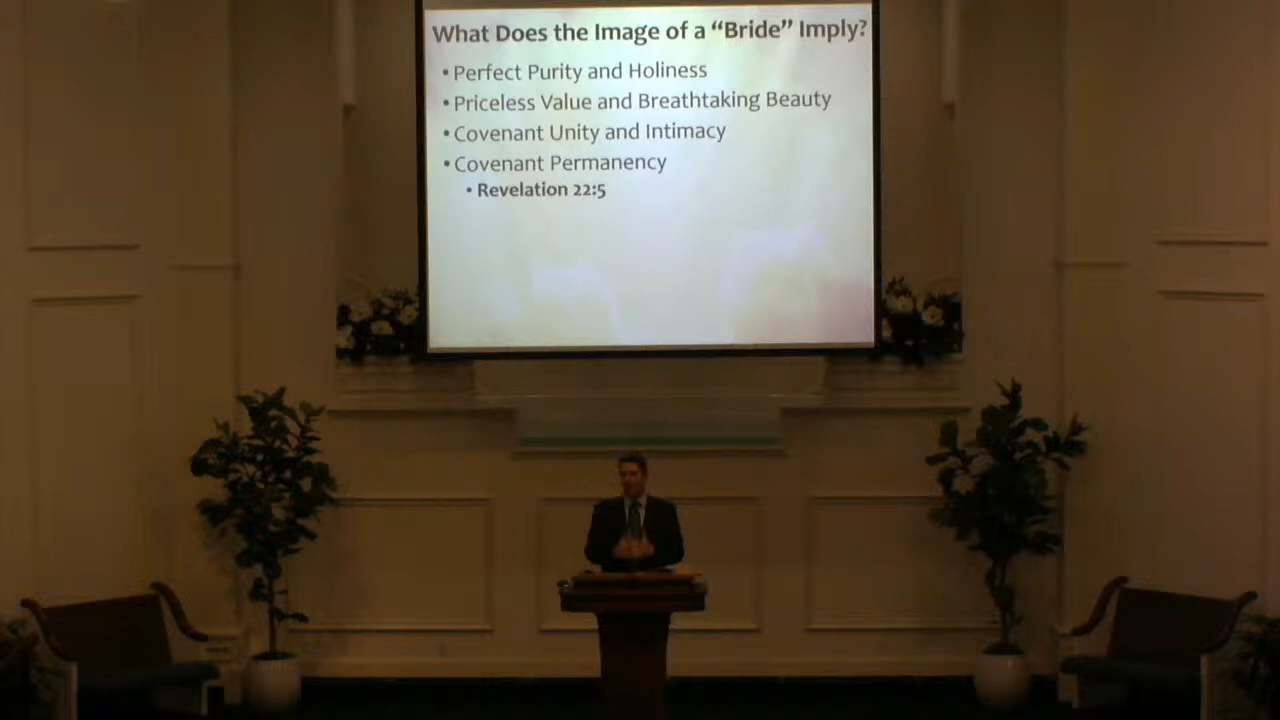 What Does the Image of a “Bride” Imply?
• Perfect Purity and Holiness
• Priceless Value and Breathtaking Beauty
• Covenant Unity and Intimacy
• Covenant Permanency
• Revelation 22:5